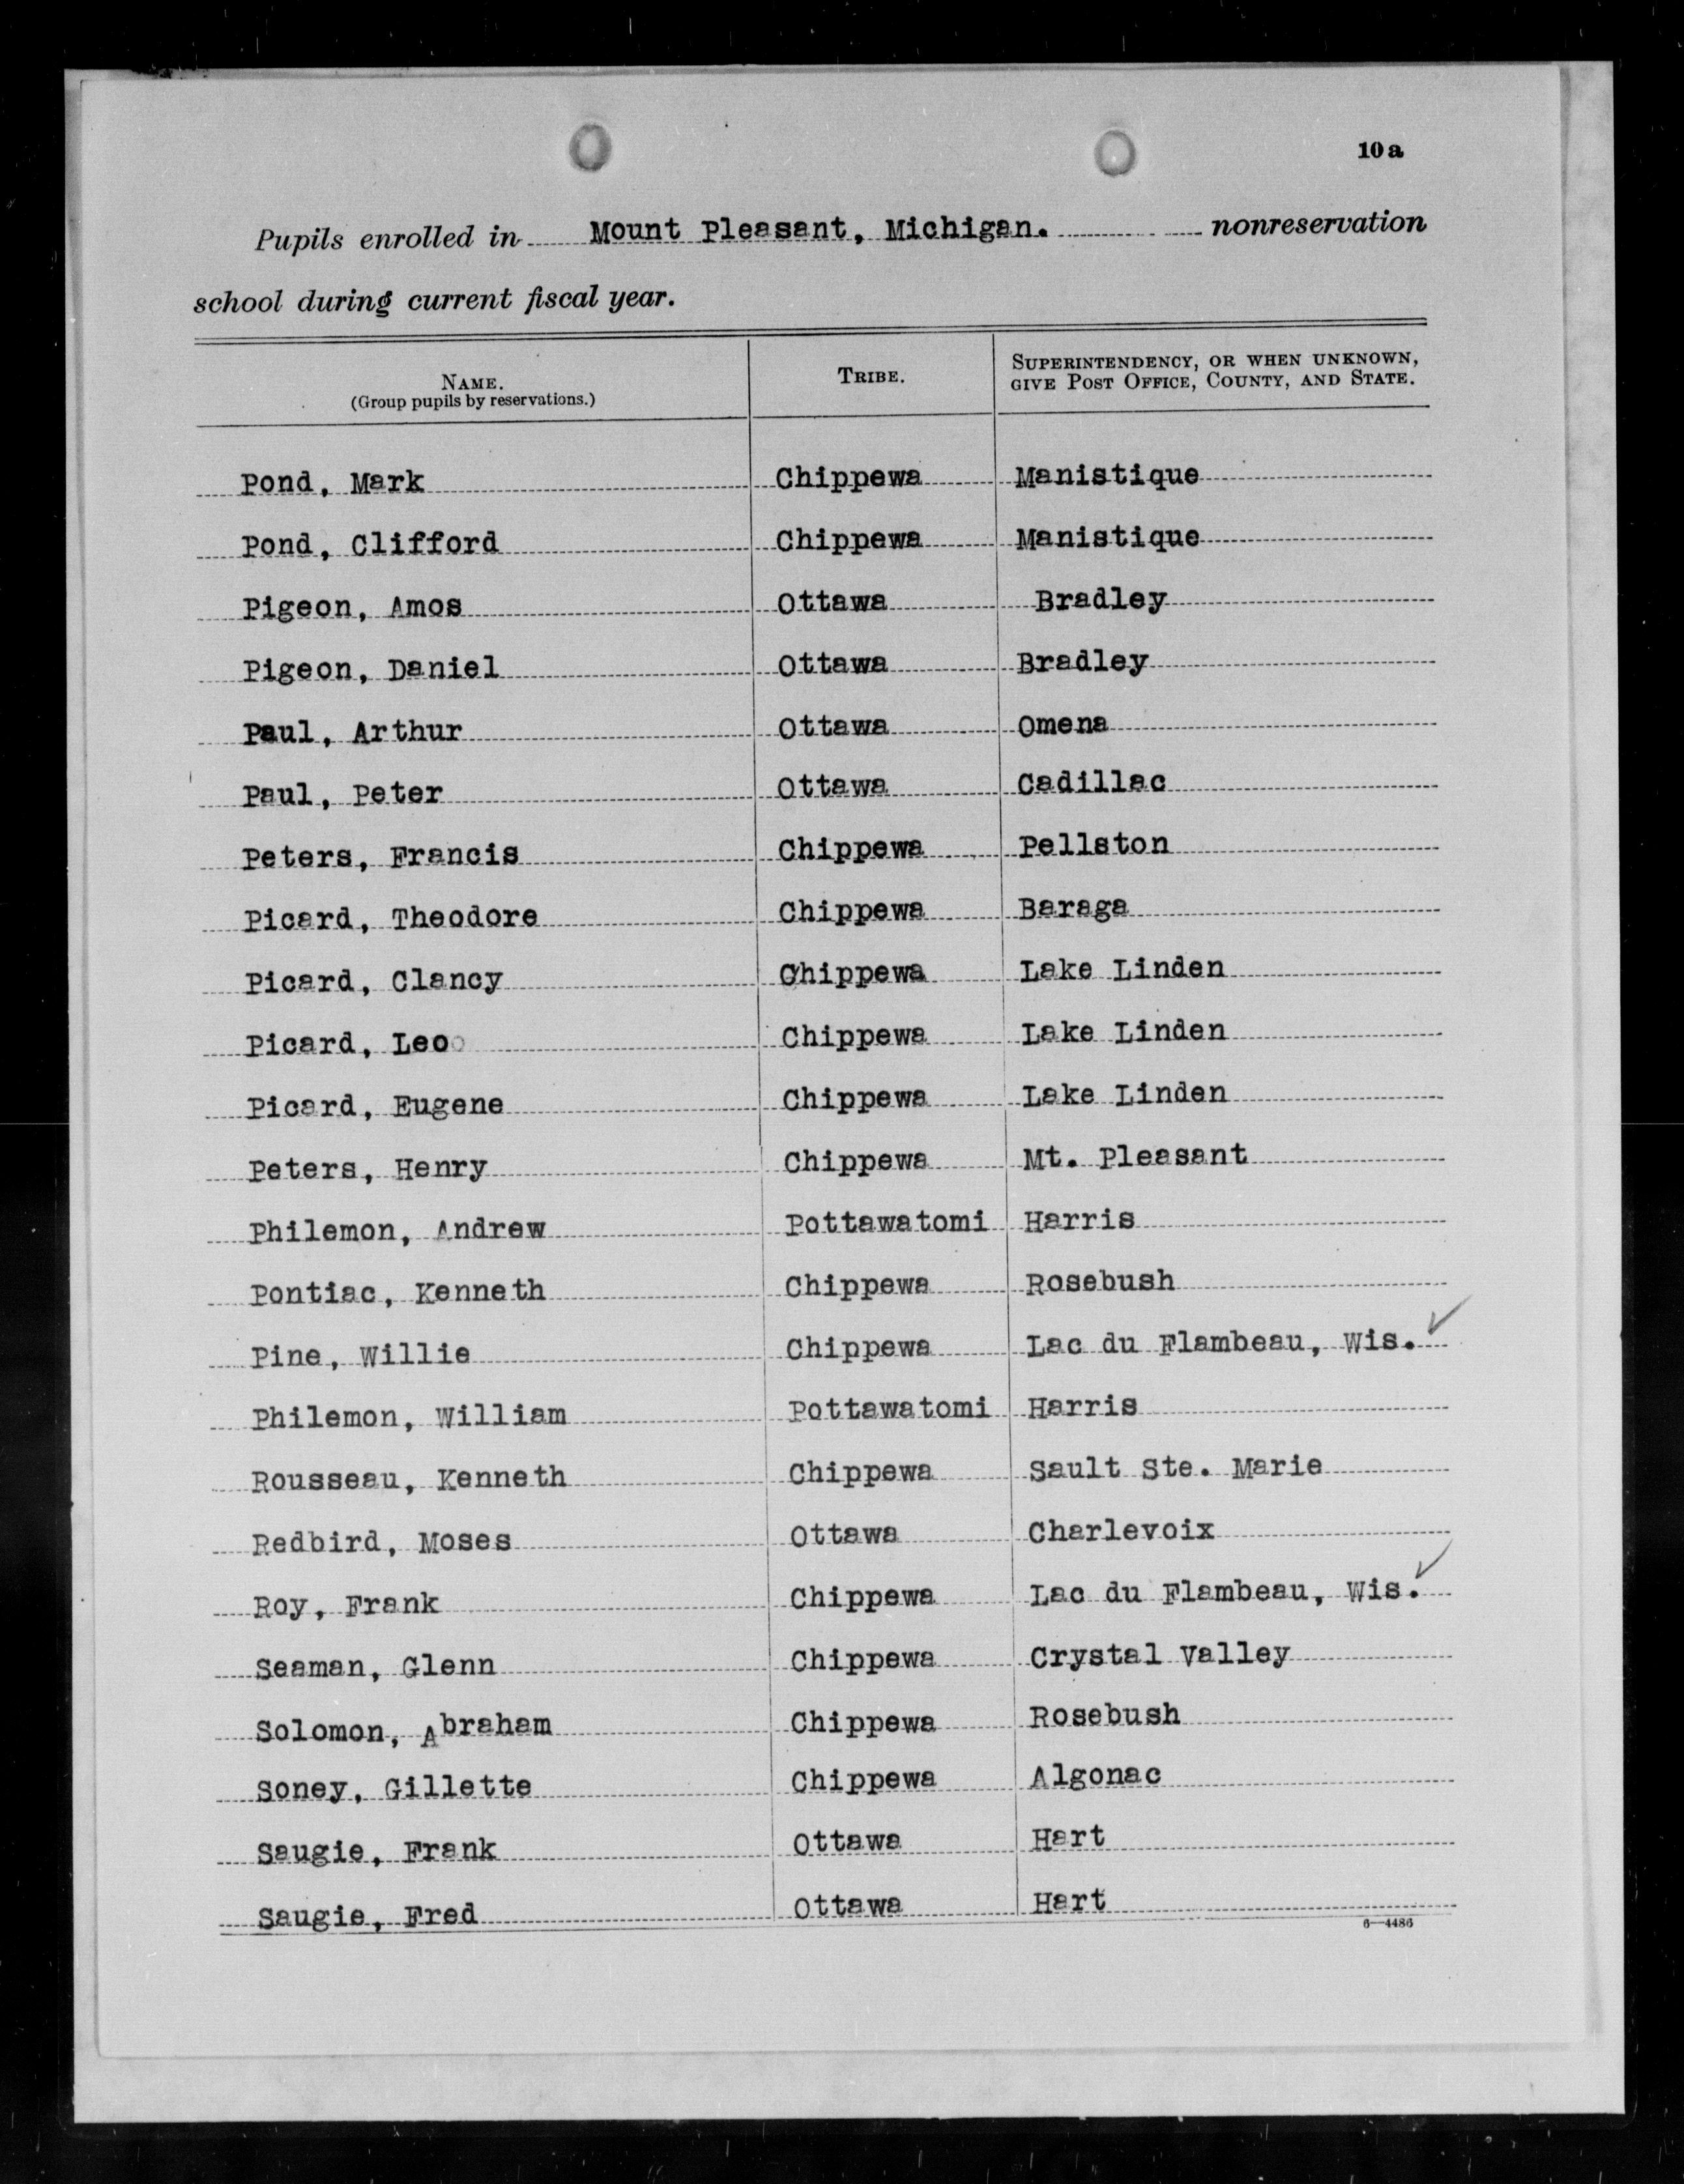 10a
Pupils enrolled in Mount Pleasant, Michigan. nonreservation
school during current fiscal year.
NAME.
(Group pupils by reservations.)
TRIBE.
SUPERINTENDENCY, OR WHEN UNKNOWN,
GIVE POST OFFICE, COUNTY, AND STATE.
Pond, Mark Chippewa Manistique
Pond, Clifford Chippewa Manistique
Pigeon, Amos Ottawa Bradley
Pigeon, Daniel Ottawa Bradley
Paul, Arthur Ottawa Omena
Paul, Peter Ottawa Cadillac
Peters, Francis Chippewa Pellston
Picard, Theodore Chippewa Baraga
Picard, Clancy Chippewa Lake Linden
Picard, Leo Chippewa Lake Linden
Picard, Eugene Chippewa Lake Linden
Peters, Henry Chippewa Mt. Pleasant
Philemon, Andrew Pottawatomi Harris
Pontiac, Kenneth Chippewa Rosebush
Pine, Willie Chippewa Lac du Flambeau, Wis. ✓
Philemon, William Pottawatomi Harris
Rousseau, Kenneth Chippewa Sault Ste. Marie
Redbird, Moses Ottawa Charlevoix
Roy, Frank Chippewa Lac du Flambeau, Wis. ✓
Seaman, Glenn Chippewa Crystal Valley
Solomon, Abraham Chippewa Rosebush
Soney, Gillette Chippewa Algonac
Saugie, Frank Ottawa Hart
Saugie, Fred Ottawa Hart
6—4486